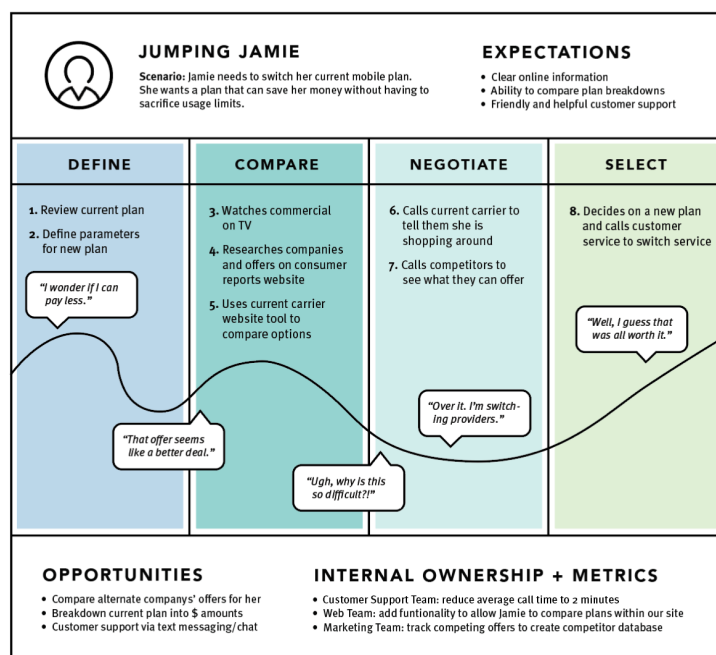 JUMPING JAMIE
Scenario: Jamie needs to switch her current mobile plan.
She wants a plan that can save her money without having to
sacrifice usage limits.
EXPECTATIONS
• Clear online information
• Ability to compare plan breakdowns
• Friendly and helpful customer support
DEFINE
COMPARE
NEGOTIATE
SELECT
1. Review current plan
2. Define parameters
for new plan
3. Watches commercial
on TV
4. Researches companies
and offers on consumer
reports website
5. Uses current carrier
website tool to
compare options
6. Calls current carrier to
tell them she is
shopping around
7. Calls competitors to
see what they can offer
8. Decides on a new plan
and calls customer
service to switch service
“I wonder if I can
pay less.”
“That offer seems
like a better deal.”
“Ugh, why is this
so difficult?!”
“Over it. I’m switch-
ing providers.”
“Well, I guess that
was all worth it.”
OPPORTUNITIES
• Compare alternate companys’ offers for her
• Breakdown current plan into $ amounts
• Customer support via text messaging/chat
INTERNAL OWNERSHIP + METRICS
• Customer Support Team: reduce average call time to 2 minutes
• Web Team: add funtionality to allow Jamie to compare plans within our site
• Marketing Team: track competing offers to create competitor database